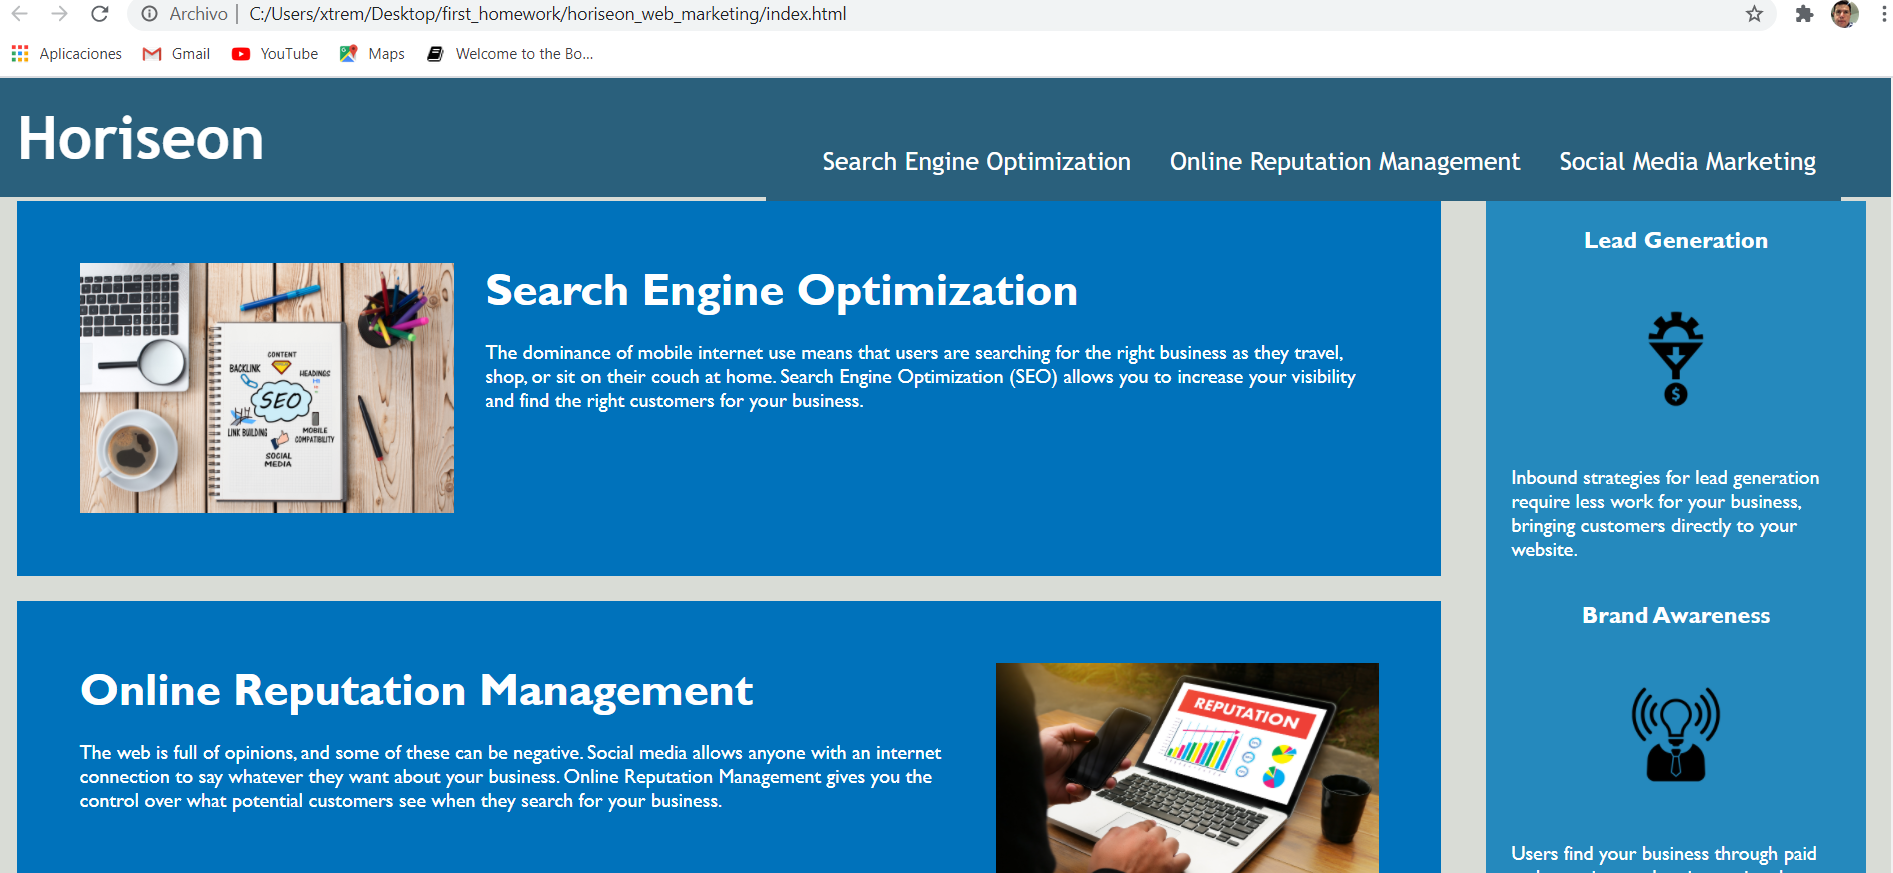 Archivo | C:/Users/xtrem/Desktop/first_homework/horiseon_web_marketing/index.html
Aplicaciones Gmail YouTube Maps Welcome to the Bo...
Horiseon
Search Engine Optimization Online Reputation Management Social Media Marketing
CONTENT
BACKLINK
HEADINGS
SEO
LINK BUILDING
MOBILE
COMPATIBILITY
SOCIAL
MEDIA
Search Engine Optimization
The dominance of mobile internet use means that users are searching for the right business as they travel,
shop, or sit on their couch at home. Search Engine Optimization (SEO) allows you to increase your visibility
and find the right customers for your business.
Online Reputation Management
The web is full of opinions, and some of these can be negative. Social media allows anyone with an internet
connection to say whatever they want about your business. Online Reputation Management gives you the
control over what potential customers see when they search for your business.
REPUTATION
Lead Generation
$
Inbound strategies for lead generation
require less work for your business,
bringing customers directly to your
website.
Brand Awareness
Users find your business through paid